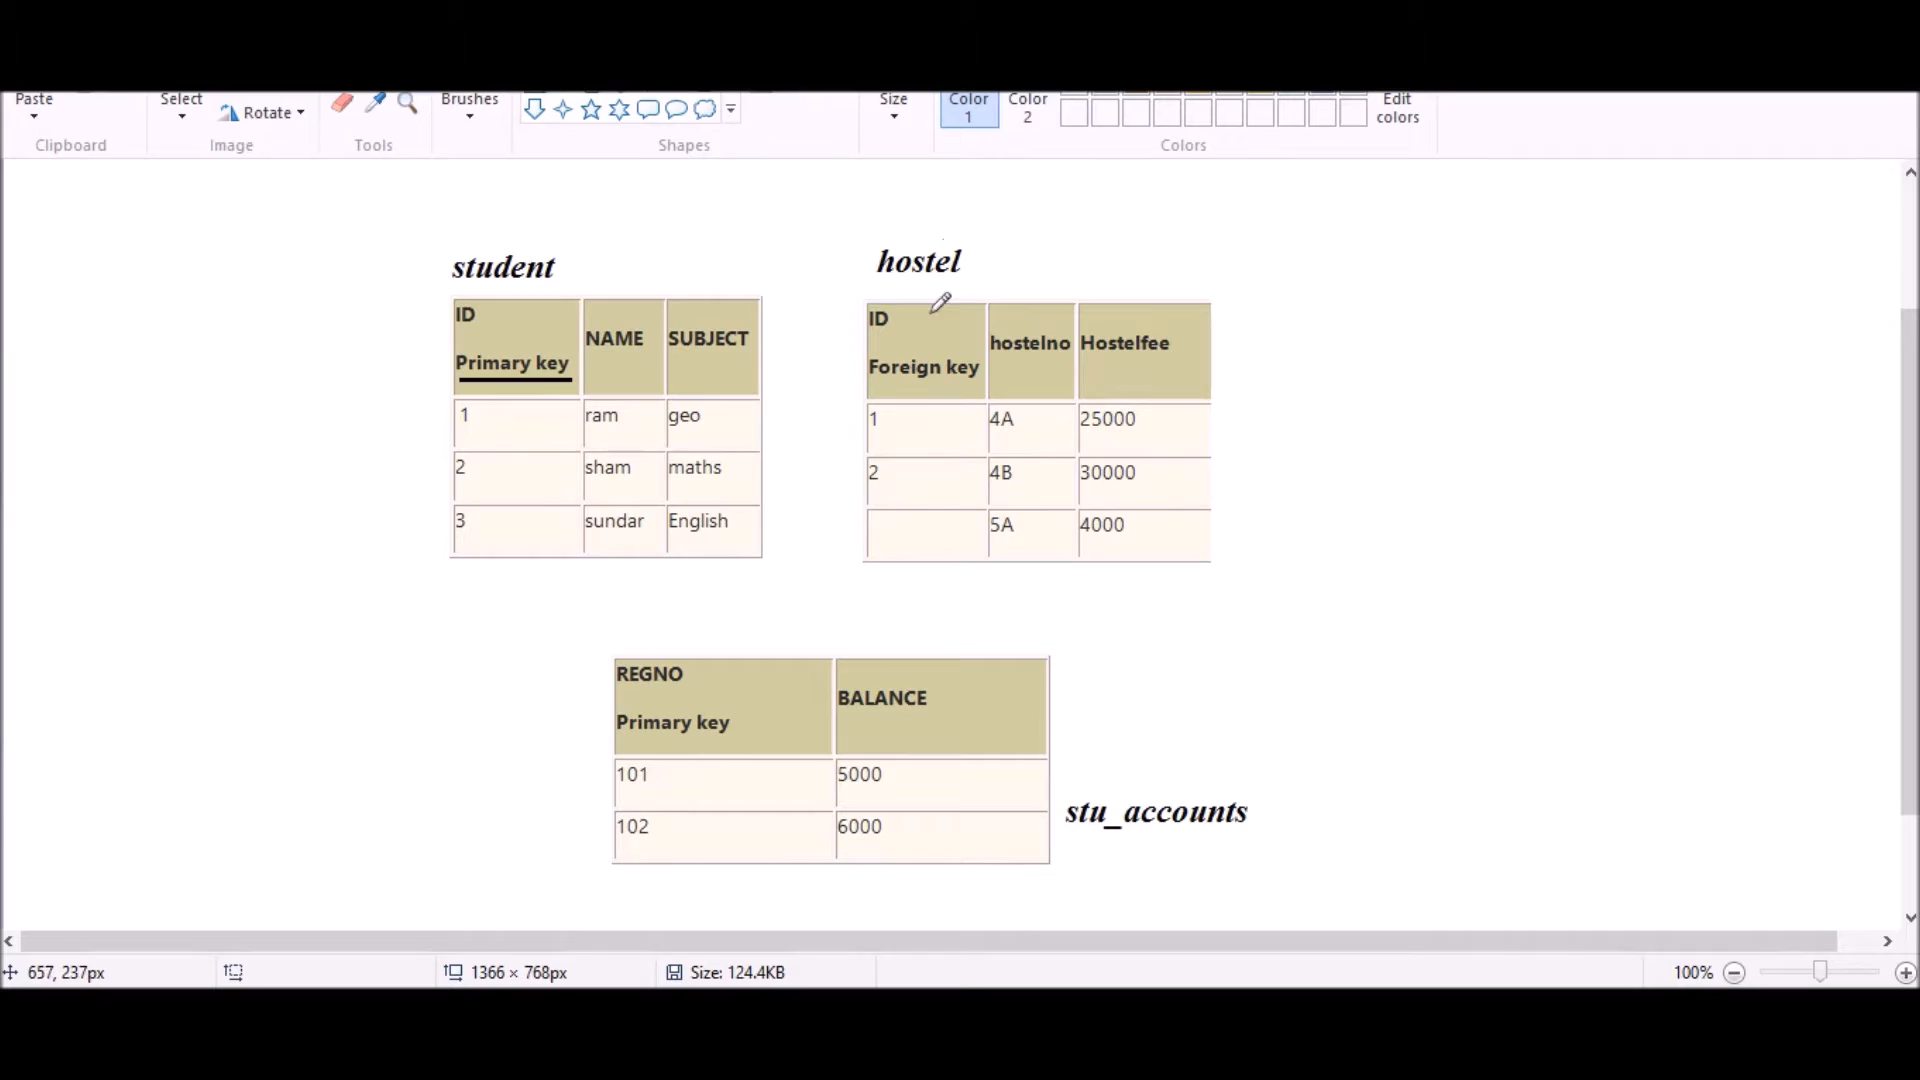 Paste
Select
Rotate
Brushes
Size
Color 1
Color 2
Edit colors
Clipboard
Image
Tools
Shapes
Colors
student
ID
Primary key
NAME
SUBJECT
1 ram geo
2 sham maths
3 sundar English
hostel
ID
Foreign key
hostelno
Hostelfee
1 4A 25000
2 4B 30000
5A 4000
REGNO
Primary key
BALANCE
101 5000
102 6000
stu_accounts
657, 237px
1366 × 768px
Size: 124.4KB
100%